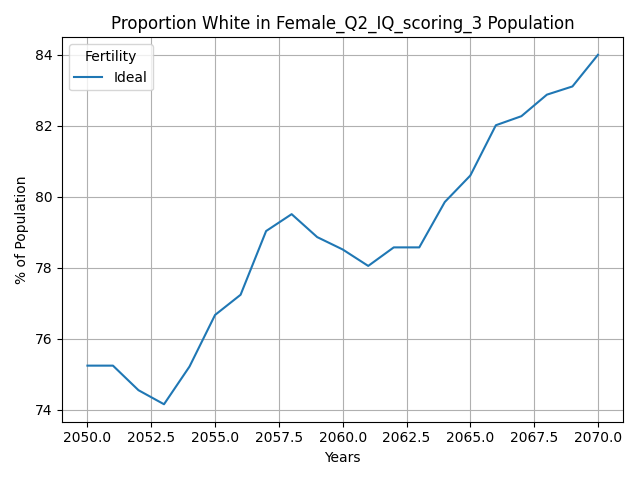 Proportion White in Female_Q2_IQ_scoring_3 Population
Fertility
Ideal
% of Population
84
82
80
78
76
74
2050.0 2052.5 2055.0 2057.5 2060.0 2062.5 2065.0 2067.5 2070.0
Years